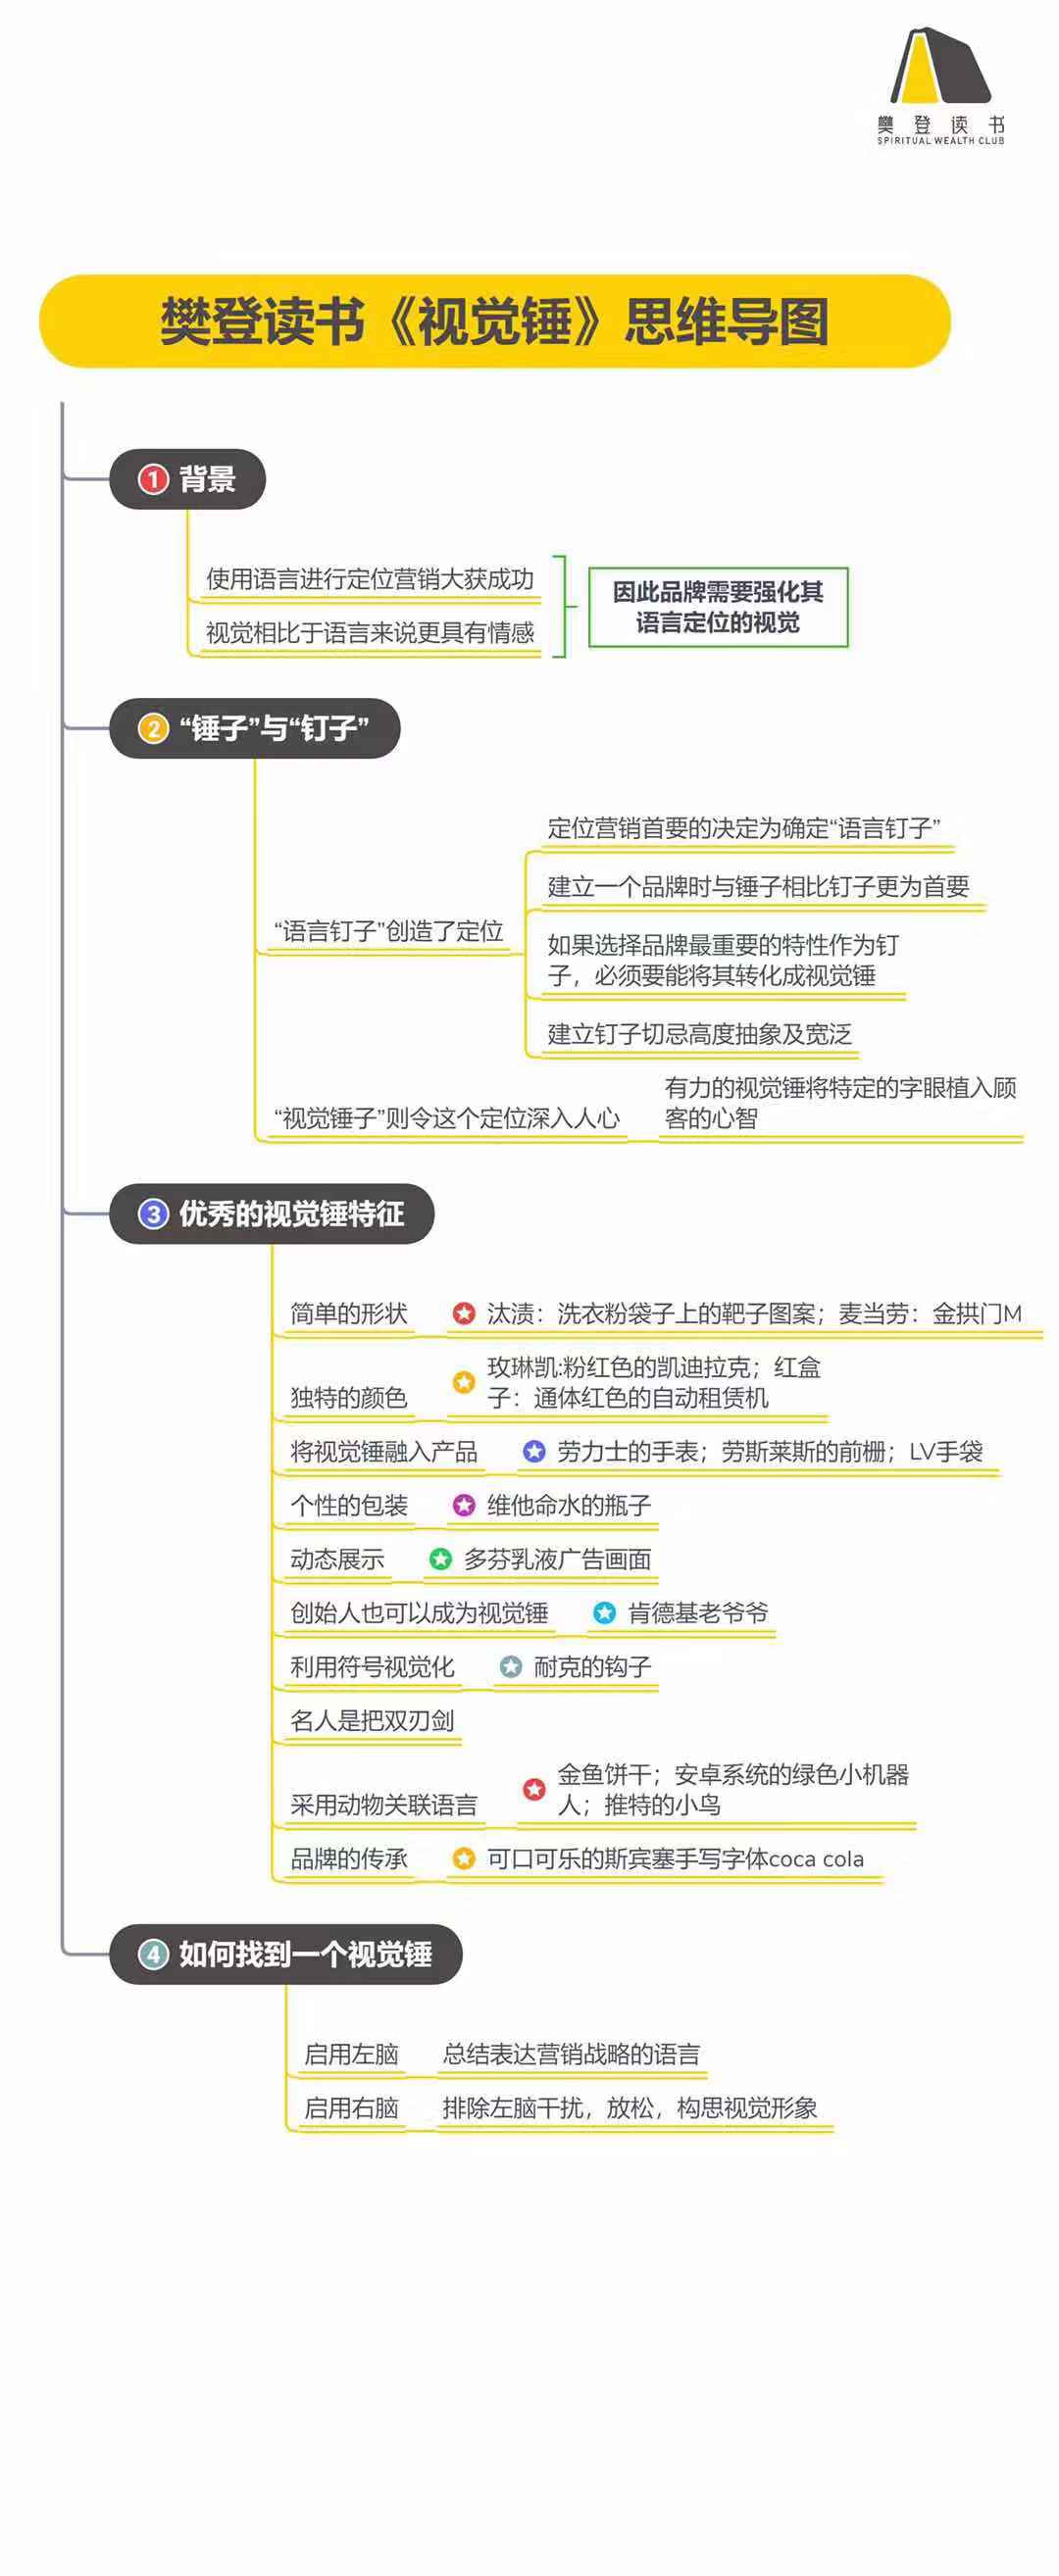 樊登读书
SPIRITUAL WEALTH CLUB
樊登读书《视觉锤》思维导图
1 背景
使用语言进行定位营销大获成功
视觉相比于语言来说更具有情感
因此品牌需要强化其
语言定位的视觉
2 “锤子”与“钉子”
“语言钉子”创造了定位
定位营销首要的决定为确定“语言钉子”
建立一个品牌时与锤子相比钉子更为首要
如果选择品牌最重要的特性作为钉
子，必须要能将其转化成视觉锤
建立钉子切忌高度抽象及宽泛
“视觉锤子”则令这个定位深入人心
有力的视觉锤将特定的字眼植入顾
客的心智
3 优秀的视觉锤特征
简单的形状
汰渍：洗衣粉袋子上的靶子图案；麦当劳：金拱门M
独特的颜色
玫琳凯:粉红色的凯迪拉克；红盒
子：通体红色的自动租赁机
将视觉锤融入产品
劳力士的手表；劳斯莱斯的前栅；LV手袋
个性的包装
维他命水的瓶子
动态展示
多芬乳液广告画面
创始人也可以成为视觉锤
肯德基老爷爷
利用符号视觉化
耐克的钩子
名人是把双刃剑
采用动物关联语言
金鱼饼干；安卓系统的绿色小机器
人；推特的小鸟
品牌的传承
可口可乐的斯宾塞手写字体coca cola
4 如何找到一个视觉锤
启用左脑
总结表达营销战略的语言
启用右脑
排除左脑干扰，放松，构思视觉形象